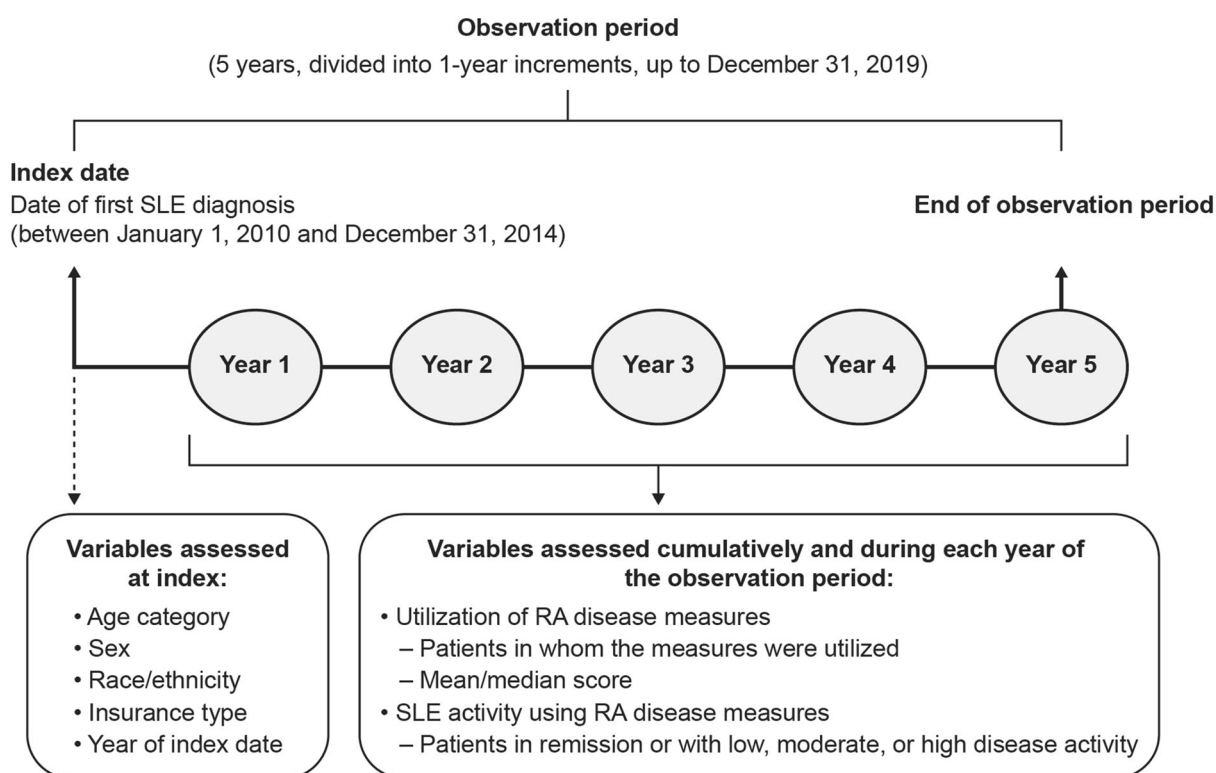 Observation period
(5 years, divided into 1-year increments, up to December 31, 2019)
Index date
Date of first SLE diagnosis
(between January 1, 2010 and December 31, 2014)
End of observation period
Year 1
Year 2
Year 3
Year 4
Year 5
Variables assessed
at index:
• Age category
• Sex
• Race/ethnicity
• Insurance type
• Year of index date
Variables assessed cumulatively and during each year of
the observation period:
• Utilization of RA disease measures
– Patients in whom the measures were utilized
– Mean/median score
• SLE activity using RA disease measures
– Patients in remission or with low, moderate, or high disease activity